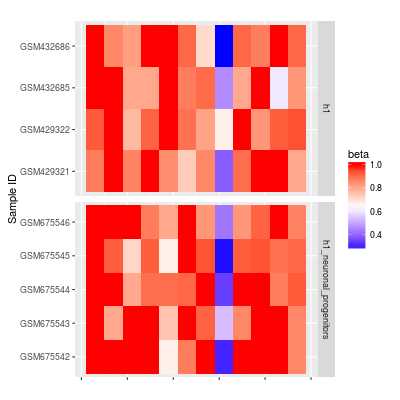 GSM432686
GSM432685
GSM429322
GSM429321
h1
GSM675546
GSM675545
GSM675544
GSM675543
GSM675542
h1_neuronal_progenitors
Sample ID
beta
1.0
0.8
0.6
0.4